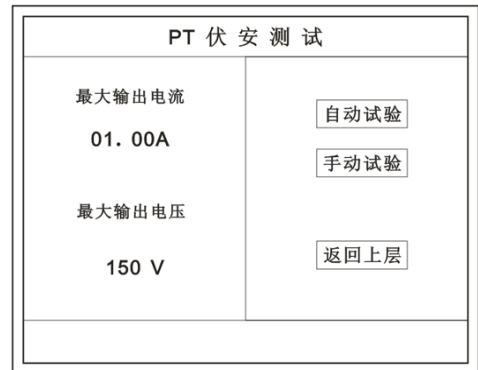 PT 伏 安 测 试
最大输出电流
01. 00A
最大输出电压
150 V
自动试验
手动试验
返回上层